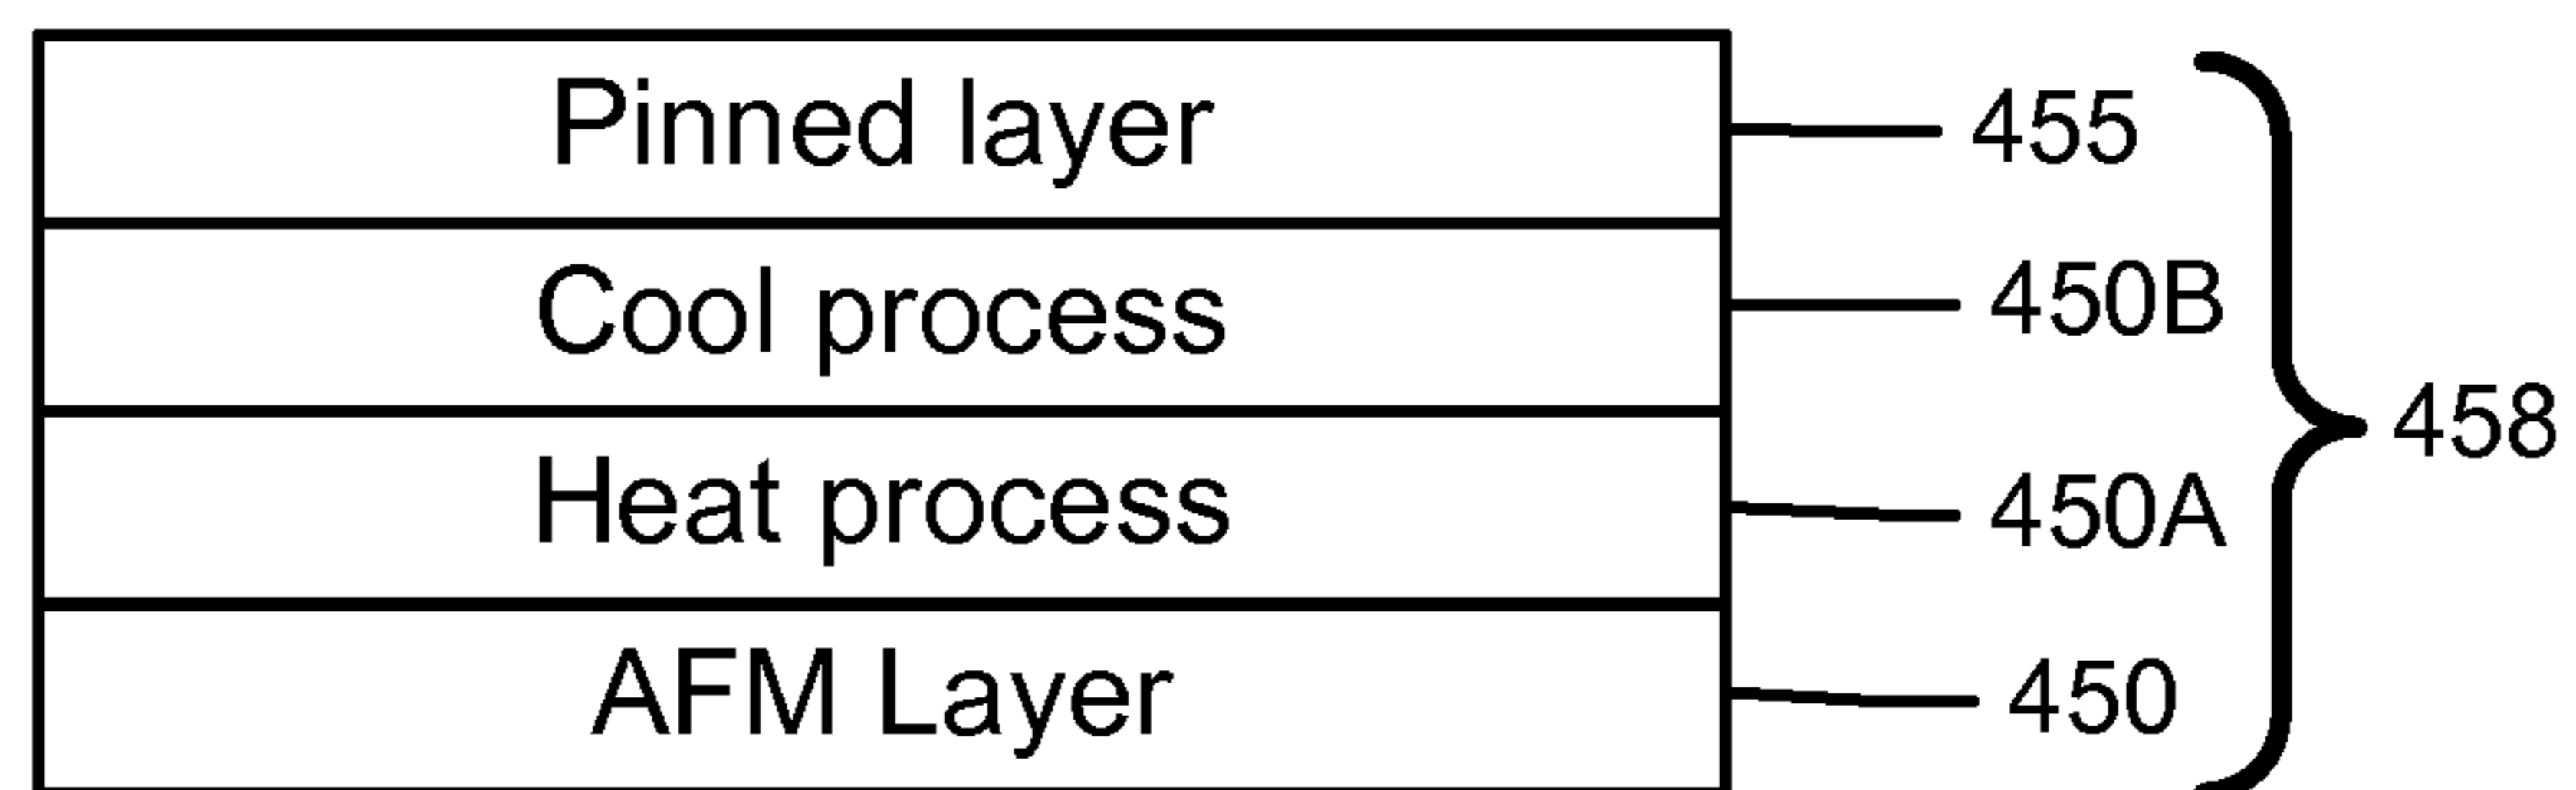 Pinned layer 455
Cool process 450B
458
Heat process 450A
AFM Layer 450